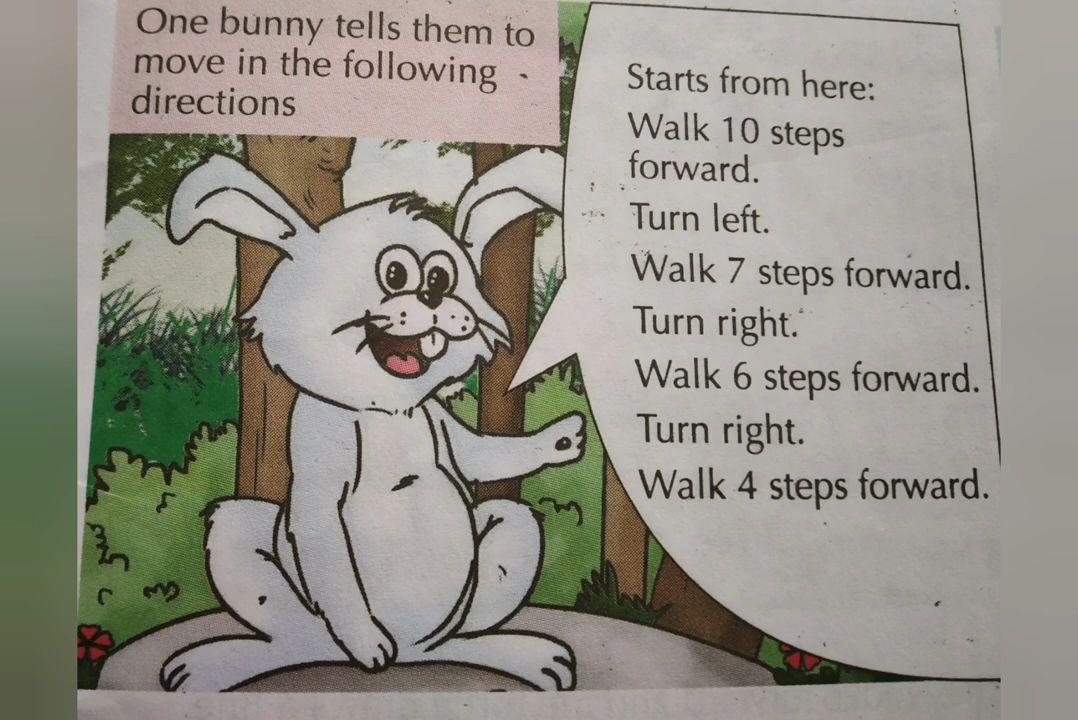 One bunny tells them to
move in the following
directions
Starts from here:
Walk 10 steps
forward.
Turn left.
Walk 7 steps forward.
Turn right.
Walk 6 steps forward.
Turn right.
Walk 4 steps forward.